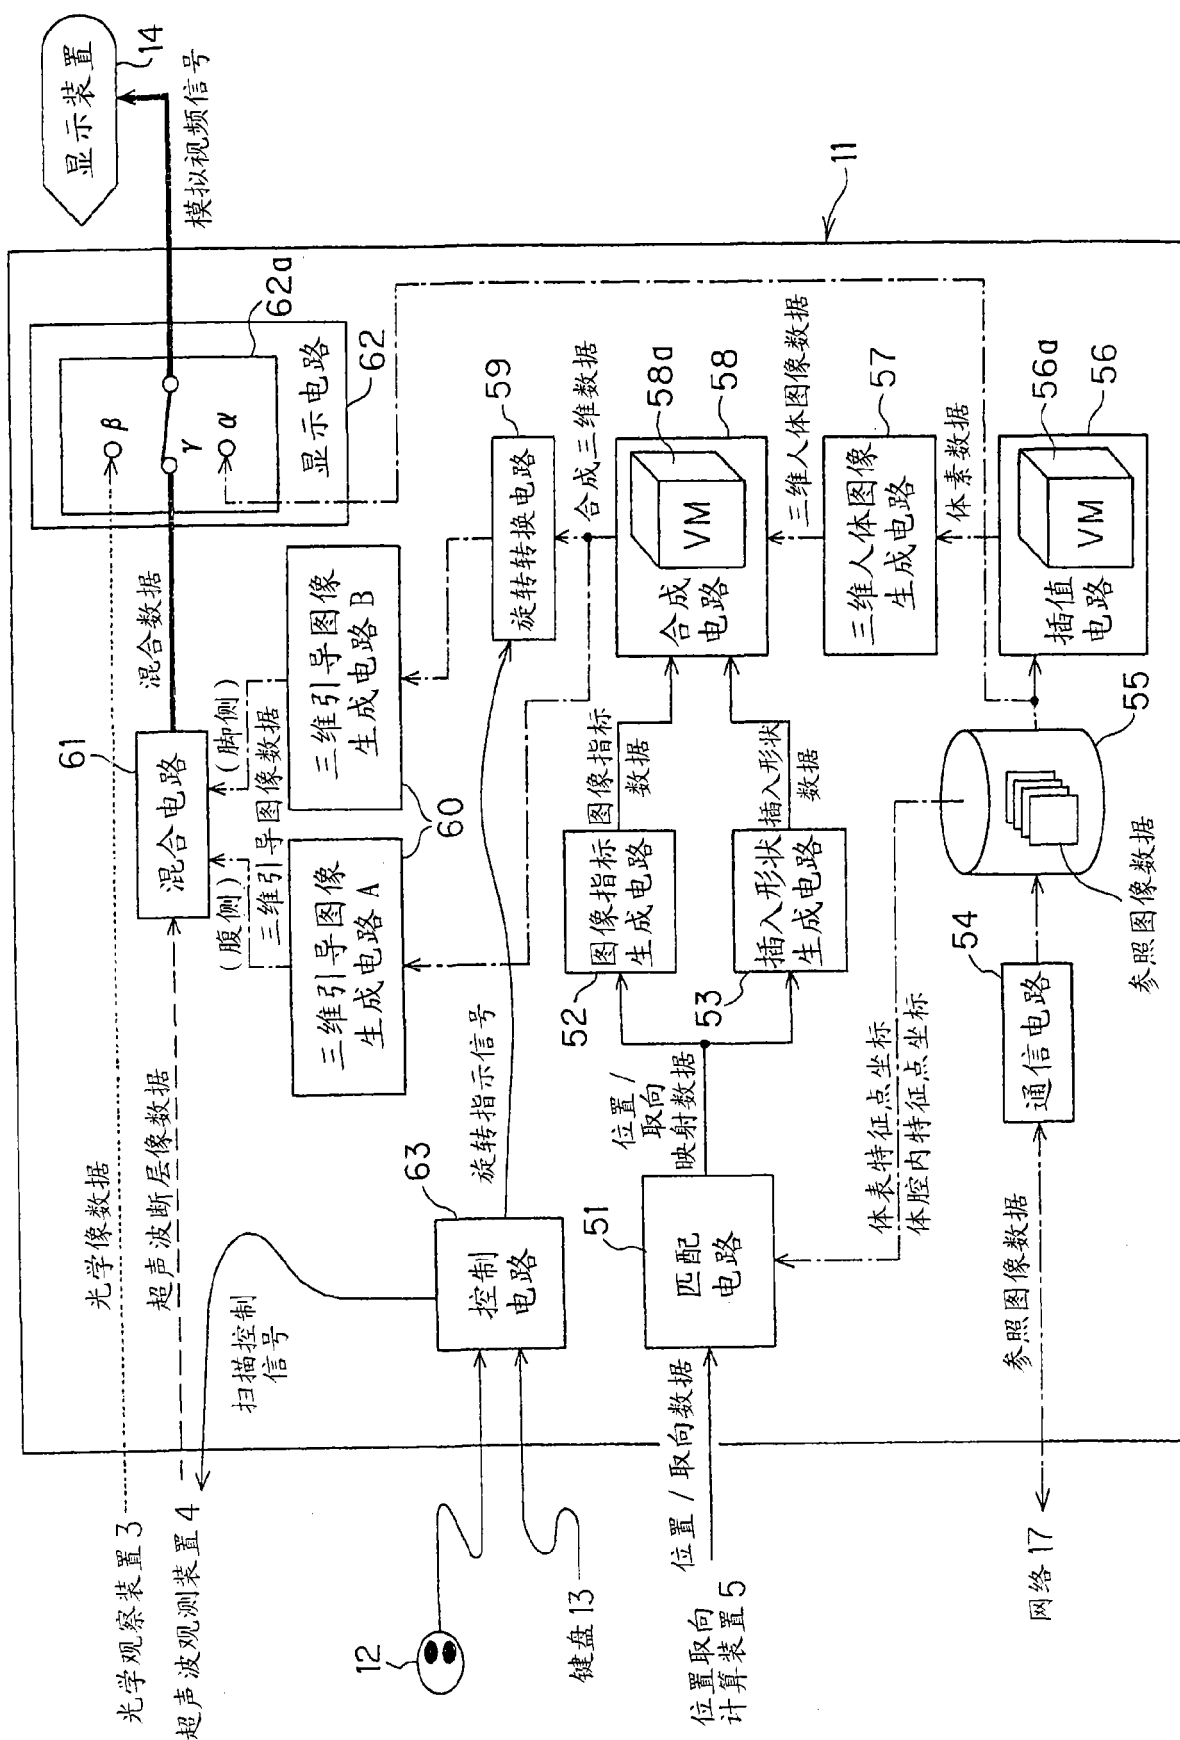 显示装置
14
模拟视频信号
11
62a
62
显示电路
β
γ
α
混合数据
61
混合电路
(脚侧)
(腹侧)
三维引导图像数据
三维引导图像
生成电路B
三维引导图像
生成电路A
60
59
旋转转换电路
合成三维数据
58a
58
VM
合成
电路
三维人体图像数据
57
三维人体图像
生成电路
体素数据
56a
56
VM
插值
电路
图像指标
数据
插入形状
数据
52
图像指标
生成电路
53
插入形状
生成电路
55
参照图像数据
54
通信电路
位置/
取向
映射数据
体表特征点坐标
体腔内特征点坐标
旋转指示信号
63
控制
电路
51
匹配
电路
光学像数据
超声波断层像数据
扫描控制
信号
位置/取向数据
参照图像数据
光学观察装置3
超声波观测装置4
12
键盘13
位置取向
计算装置5
网络17